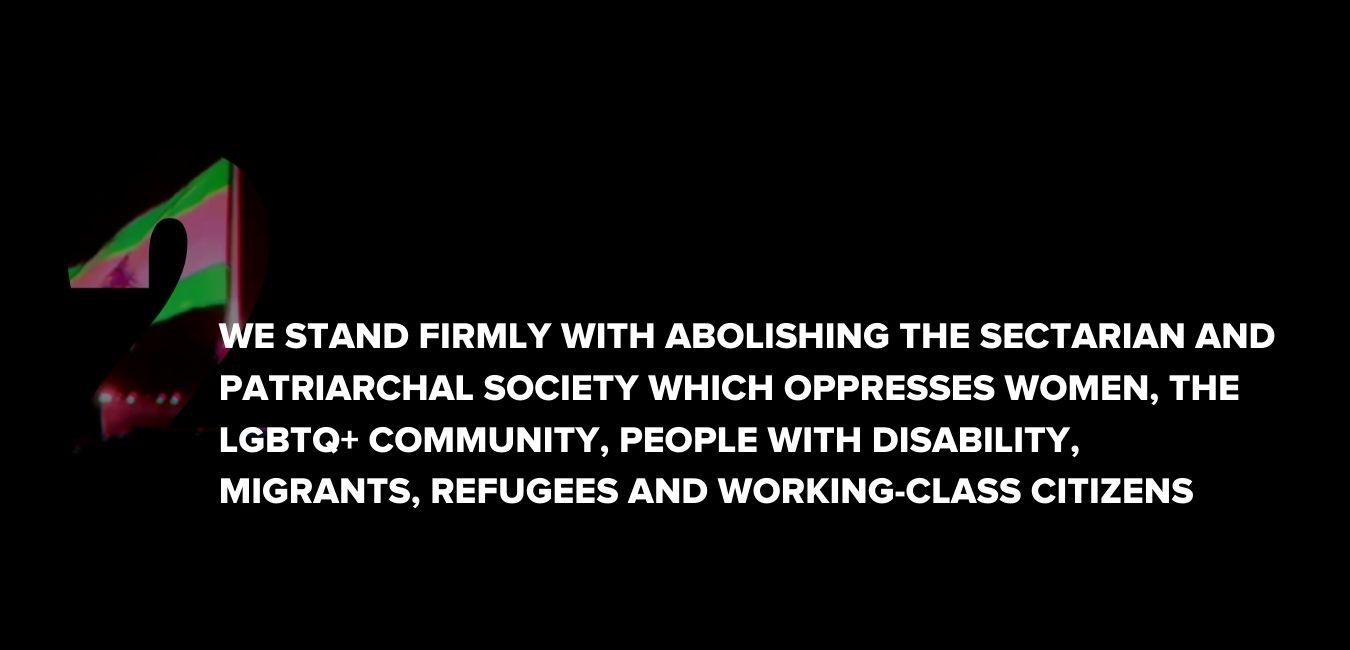 2
WE STAND FIRMLY WITH ABOLISHING THE SECTARIAN AND
PATRIARCHAL SOCIETY WHICH OPPRESSES WOMEN, THE
LGBTQ+ COMMUNITY, PEOPLE WITH DISABILITY,
MIGRANTS, REFUGEES AND WORKING-CLASS CITIZENS